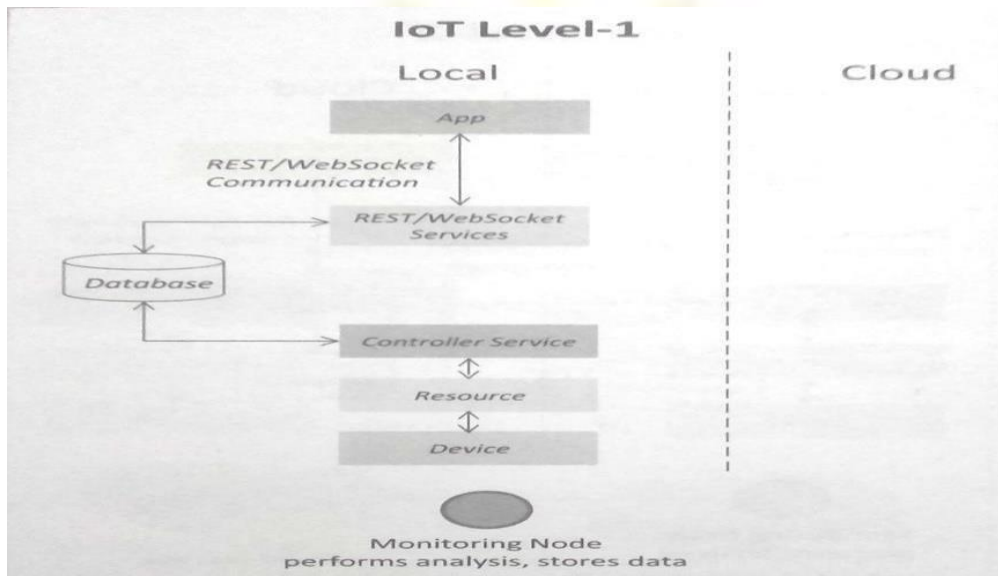 IoT Level-1
Local
Cloud
App
REST/WebSocket
Communication
REST/WebSocket
Services
Database
Controller Service
Resource
Device
Monitoring Node
performs analysis, stores data